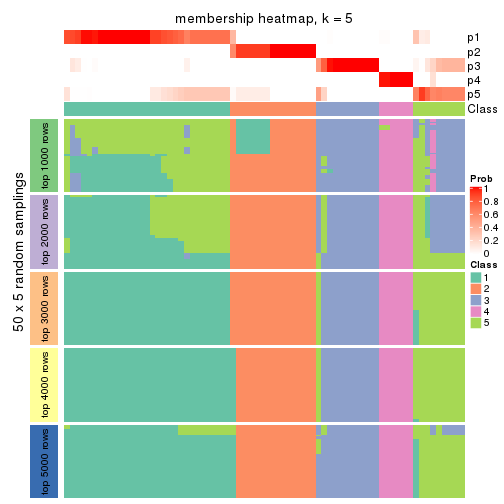 membership heatmap, k = 5
p1
p2
p3
p4
p5
Class
50 x 5 random samplings
top 1000 rows
top 2000 rows
top 3000 rows
top 4000 rows
top 5000 rows
Prob
1
0.8
0.6
0.4
0.2
0
Class
1
2
3
4
5